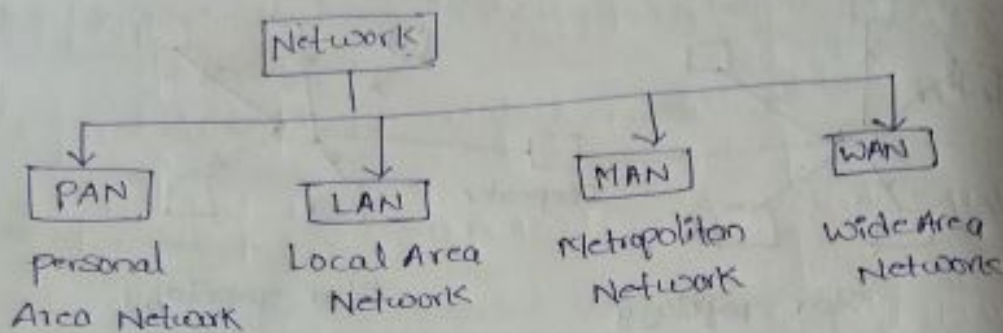 Network
PAN
LAN
MAN
WAN
personal
Area Network
Local Area
Network
Metropolitan
Network
Wide Area
Network